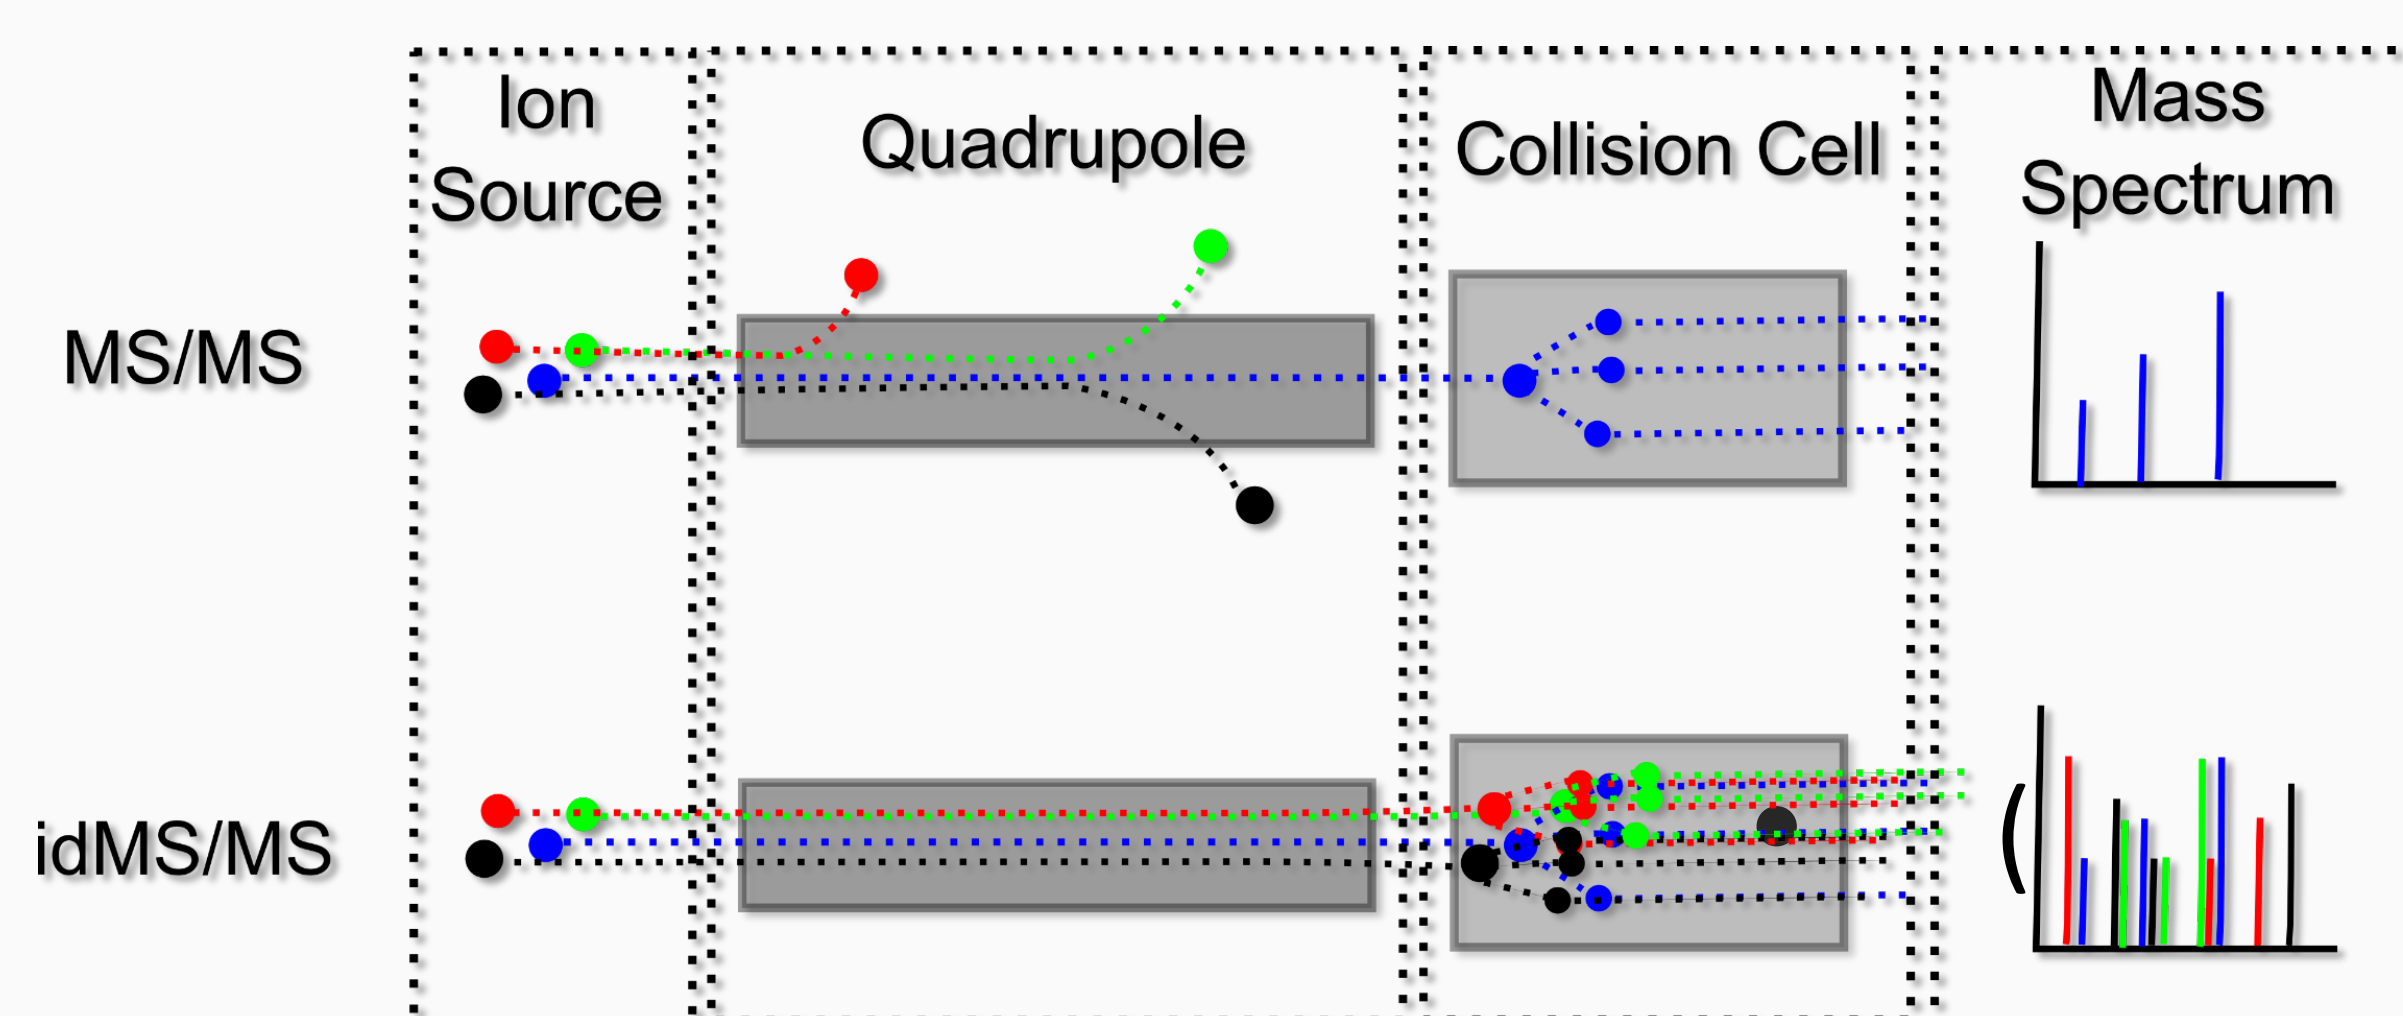 Ion
Source
Quadrupole
Collision Cell
Mass
Spectrum
MS/MS
idMS/MS
(